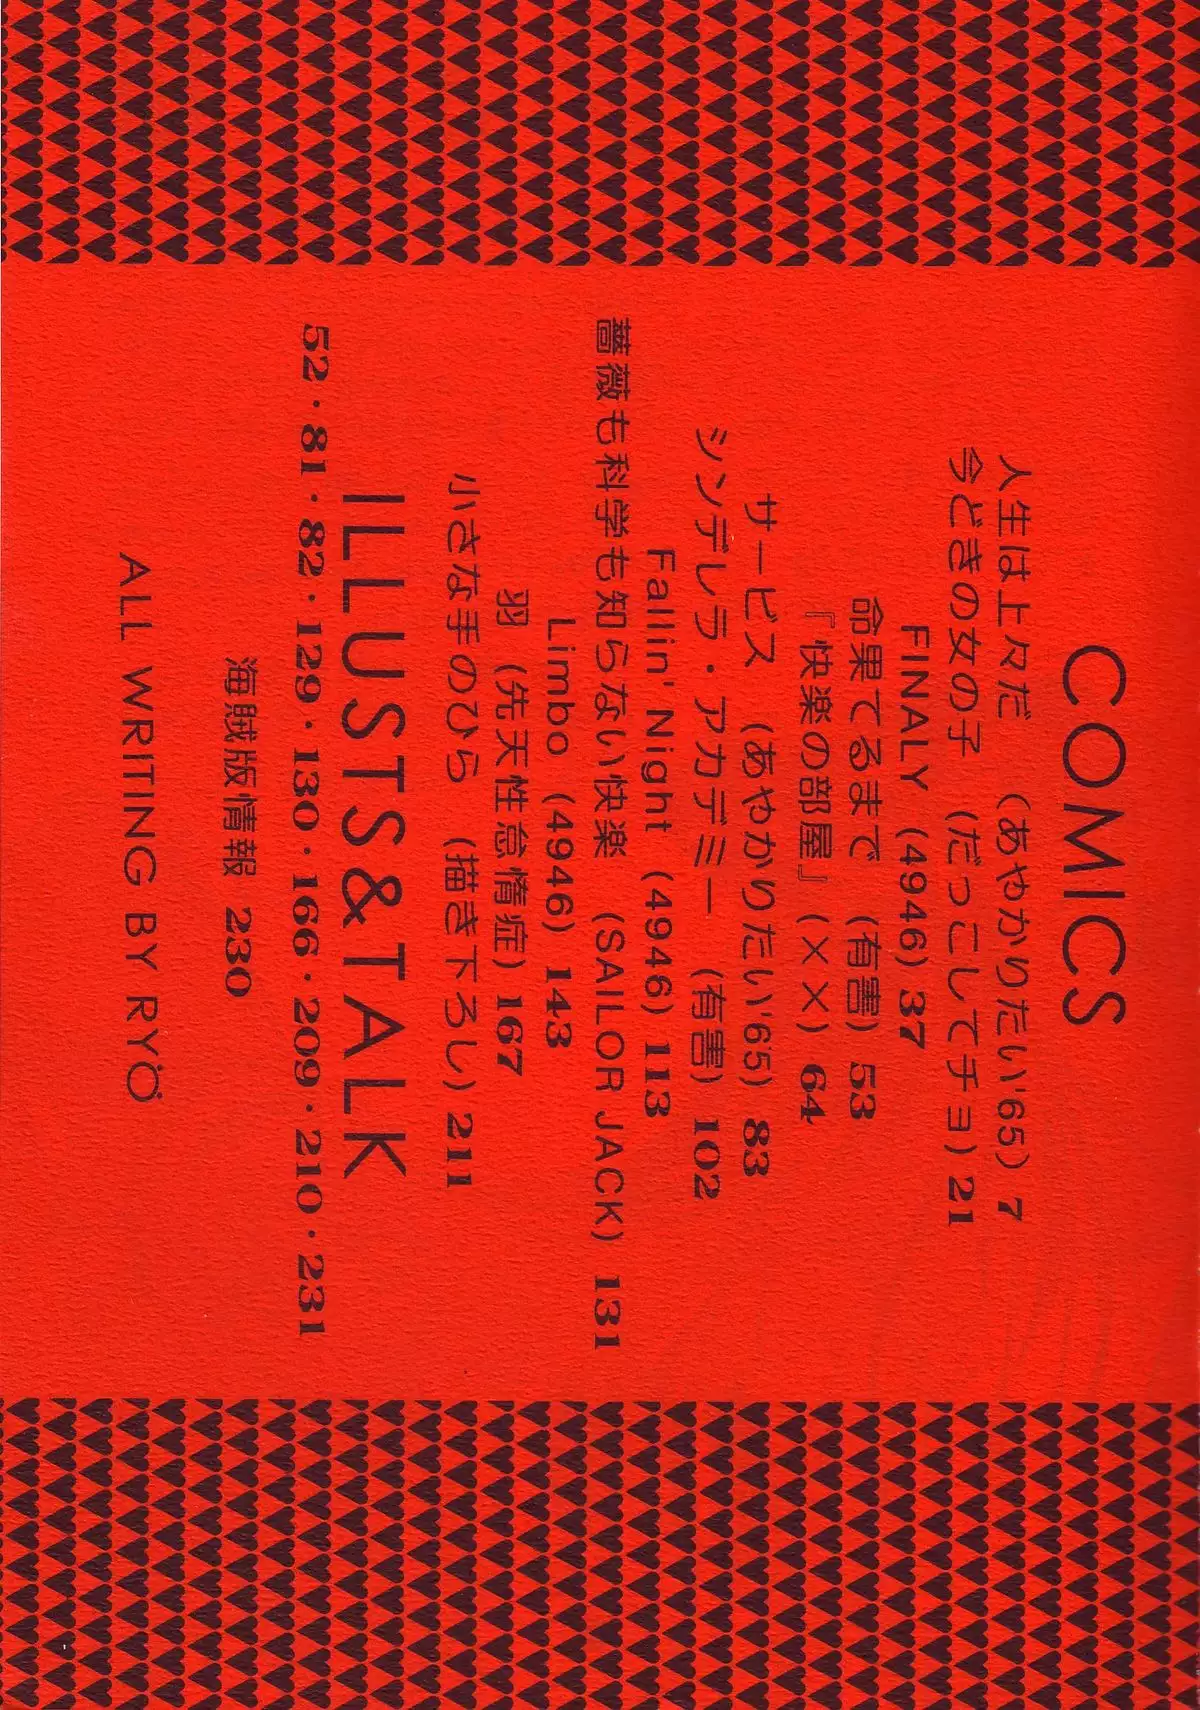 COMICS
人生は上々だ (あやかりたい'65) 7
今どきの女の子 (だっこしてチョ) 21
FINALY (4946) 37
命果てるまで (有害) 53
『快楽の部屋』 (××) 64
サービス (あやかりたい'65) 83
シンデレラ・アカデミー (有害) 102
Fallin' Night (4946) 113
薔薇も科学も知らない快楽 (SAILOR JACK) 131
Limbo (4946) 143
羽 (先天性怠惰症) 167
小さな手のひら (描き下ろし) 211
ILLUSTS&TALK
52・81・82・129・130・166・209・210・231
海賊版情報 230
ALL WRITING BY RYÖ